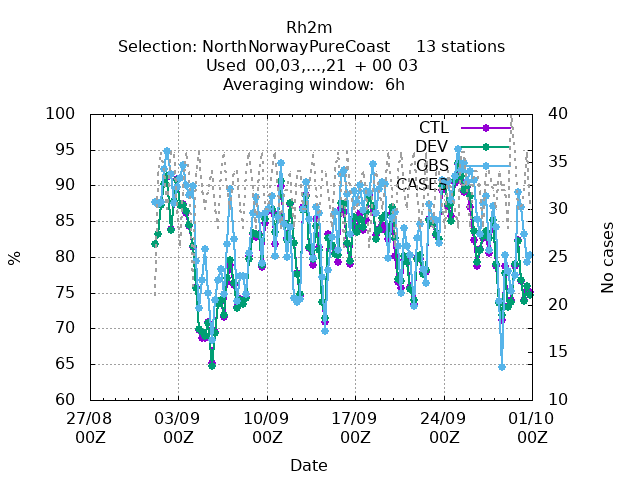 Rh2m
Selection: NorthNorwayPureCoast 13 stations
Used 00,03,...,21 + 00 03
Averaging window: 6h
100
95
90
85
80
75
70
65
60
%
40
35
30
25
20
15
10
No cases
CTL
DEV
OBS
CASES
27/08 03/09 10/09 17/09 24/09 01/10
00Z 00Z 00Z 00Z 00Z 00Z
Date